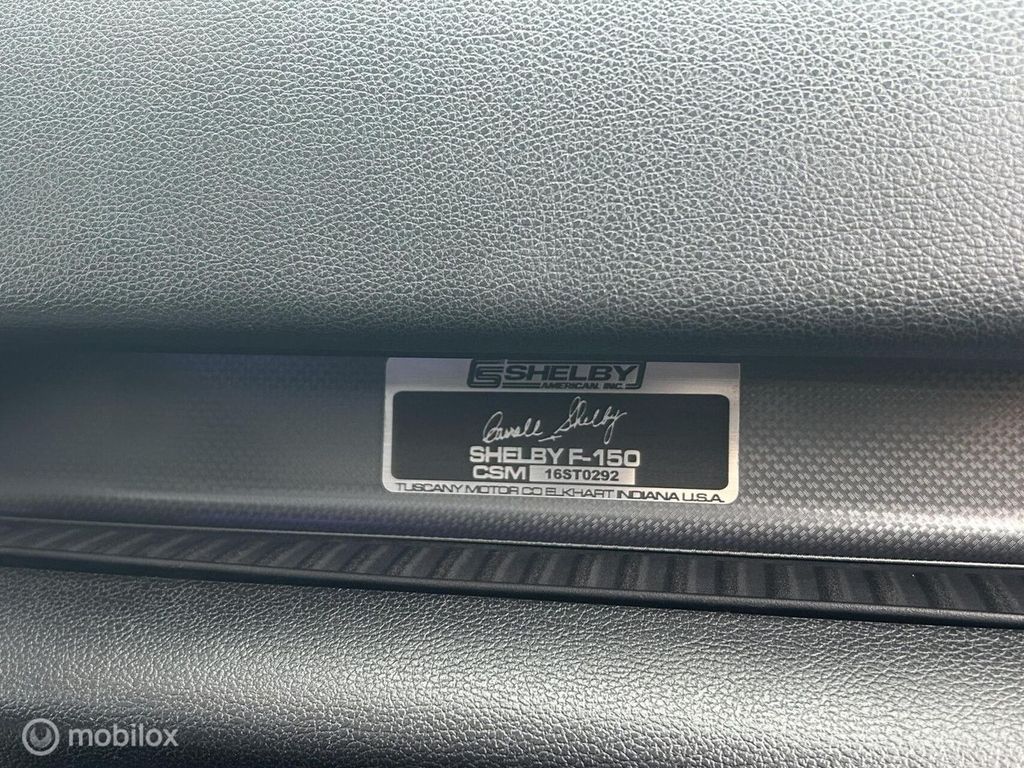 SHELBY
AMERICAN, INC.
Carroll Shelby
SHELBY F-150
CSM 16ST0292
TUSCANY MOTOR CO ELKHART INDIANA U.S.A.
mobilox